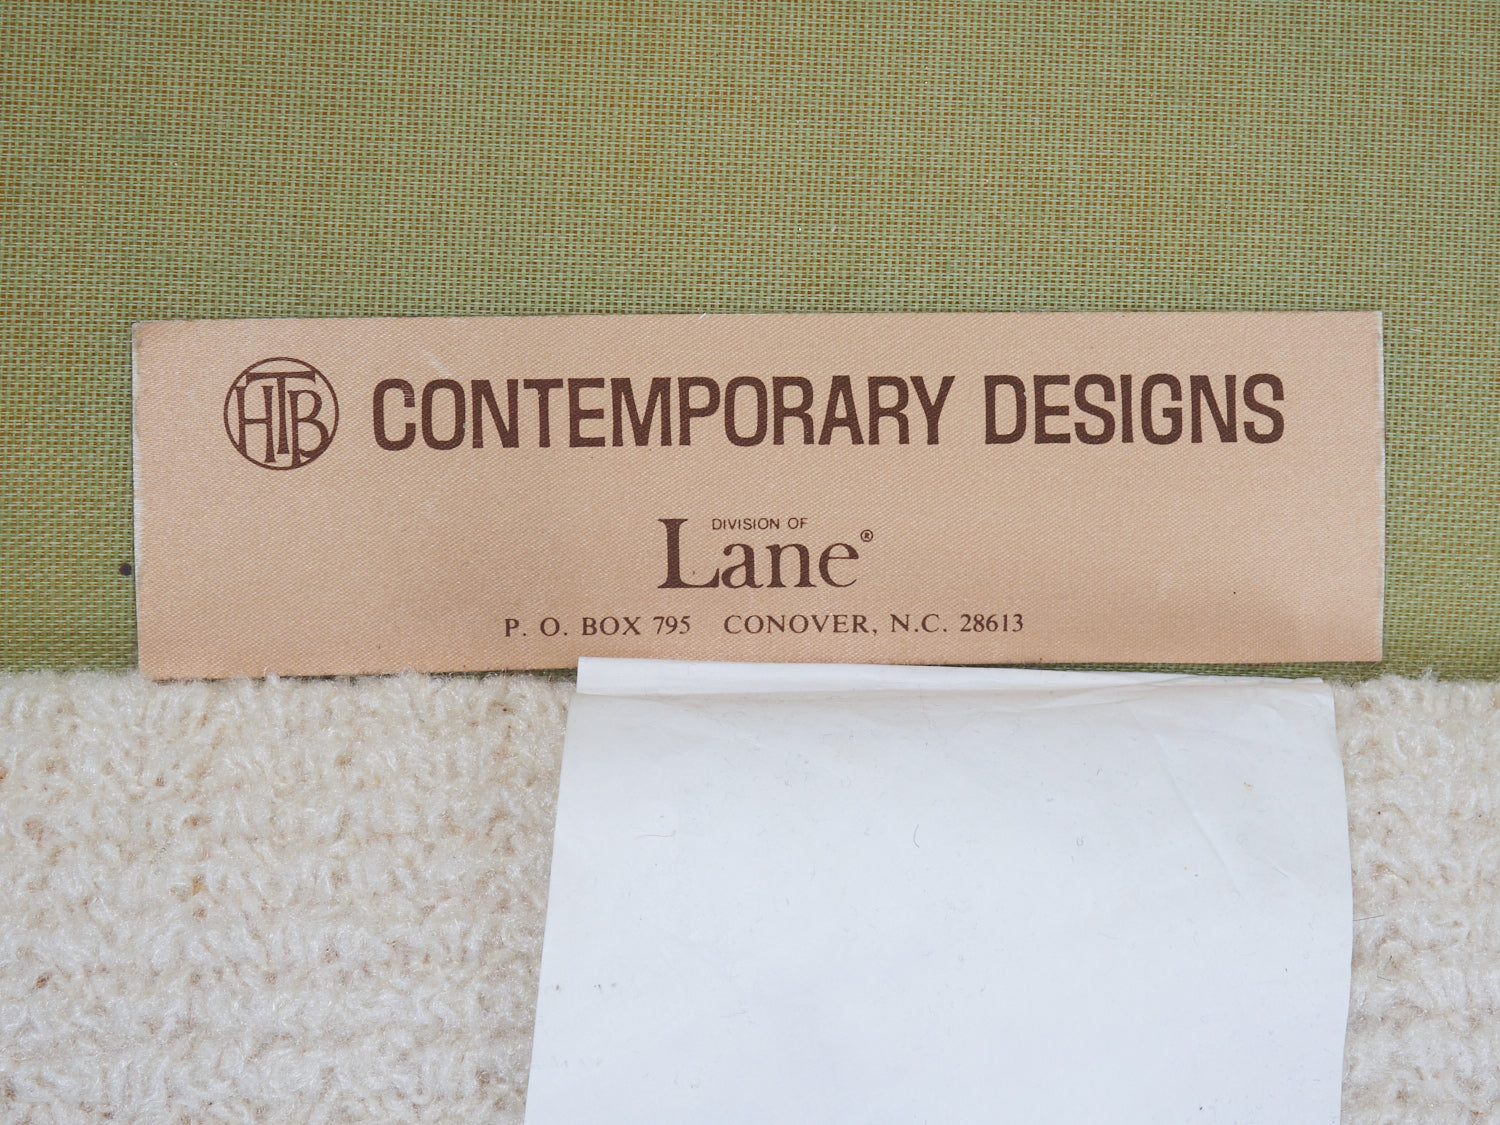 HTB CONTEMPORARY DESIGNS
DIVISION OF
Lane®
P. O. BOX 795 CONOVER, N.C. 28613